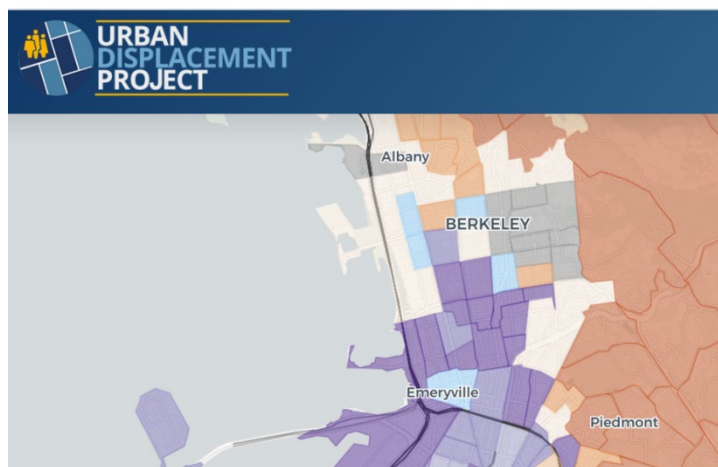 URBAN
DISPLACEMENT
PROJECT
Albany
BERKELEY
Emeryville
Piedmont